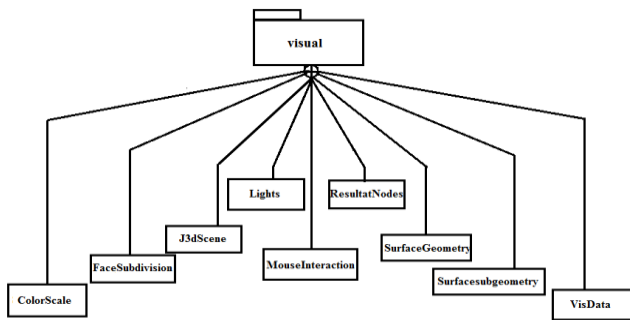 visual
Lights
ResultatNodes
J3dScene
SurfaceGeometry
FaceSubdivision
MouseInteraction
Surfacesubgeometry
ColorScale
VisData